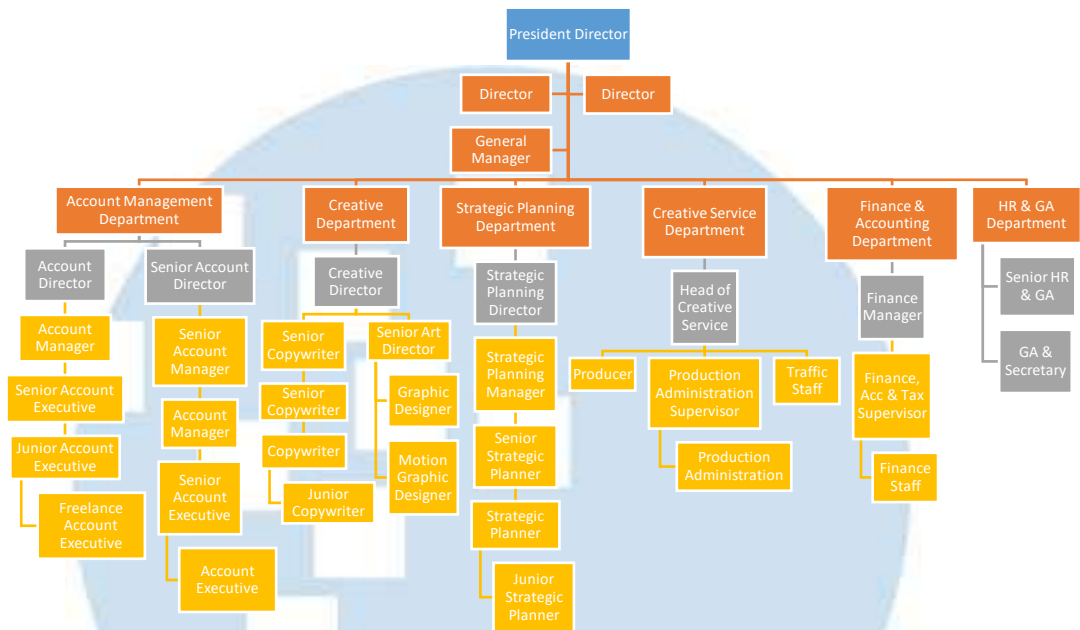 President Director
Director
Director
General
Manager
Account Management
Department
Creative
Department
Strategic Planning
Department
Creative Service
Department
Finance &
Accounting
Department
HR & GA
Department
Account
Director
Senior Account
Director
Creative
Director
Strategic
Planning
Director
Head of
Creative
Service
Finance
Manager
Senior HR
& GA
GA &
Secretary
Account
Manager
Senior Account
Executive
Junior Account
Executive
Freelance
Account
Executive
Senior
Account
Manager
Account
Manager
Senior
Account
Executive
Account
Executive
Senior
Copywriter
Senior
Copywriter
Copywriter
Junior
Copywriter
Senior Art
Director
Graphic
Designer
Motion
Graphic
Designer
Strategic
Planning
Manager
Senior
Strategic
Planner
Strategic
Planner
Junior
Strategic
Planner
Producer
Production
Administration
Supervisor
Production
Administration
Traffic
Staff
Finance,
Acc & Tax
Supervisor
Finance
Staff